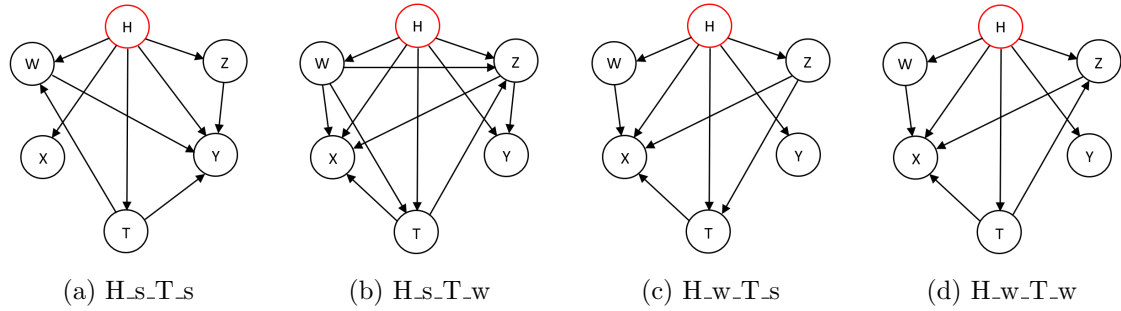 H H H H
W Z W Z W Z W Z
X Y X Y X Y X Y
T T T T
(a) H_s_T_s (b) H_s_T_w (c) H_w_T_s (d) H_w_T_w